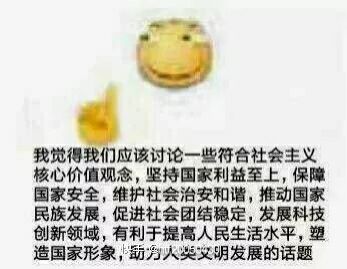 我觉得我们应该讨论一些符合社会主义
核心价值观念，坚持国家利益至上，保障
国家安全，维护社会治安和谐，推动国家
民族发展，促进社会团结稳定，发展科技
创新领域，有利于提高人民生活水平，塑
造国家形象，助力人类文明发展的话题